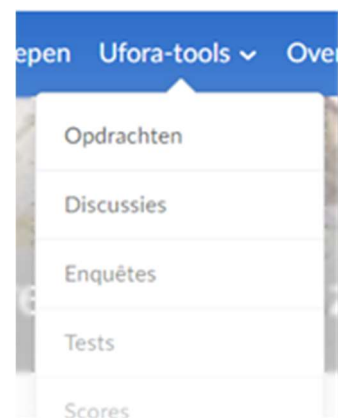 epen Ufora-tools Over
Opdrachten
Discussies
Enquêtes
Tests
Scores